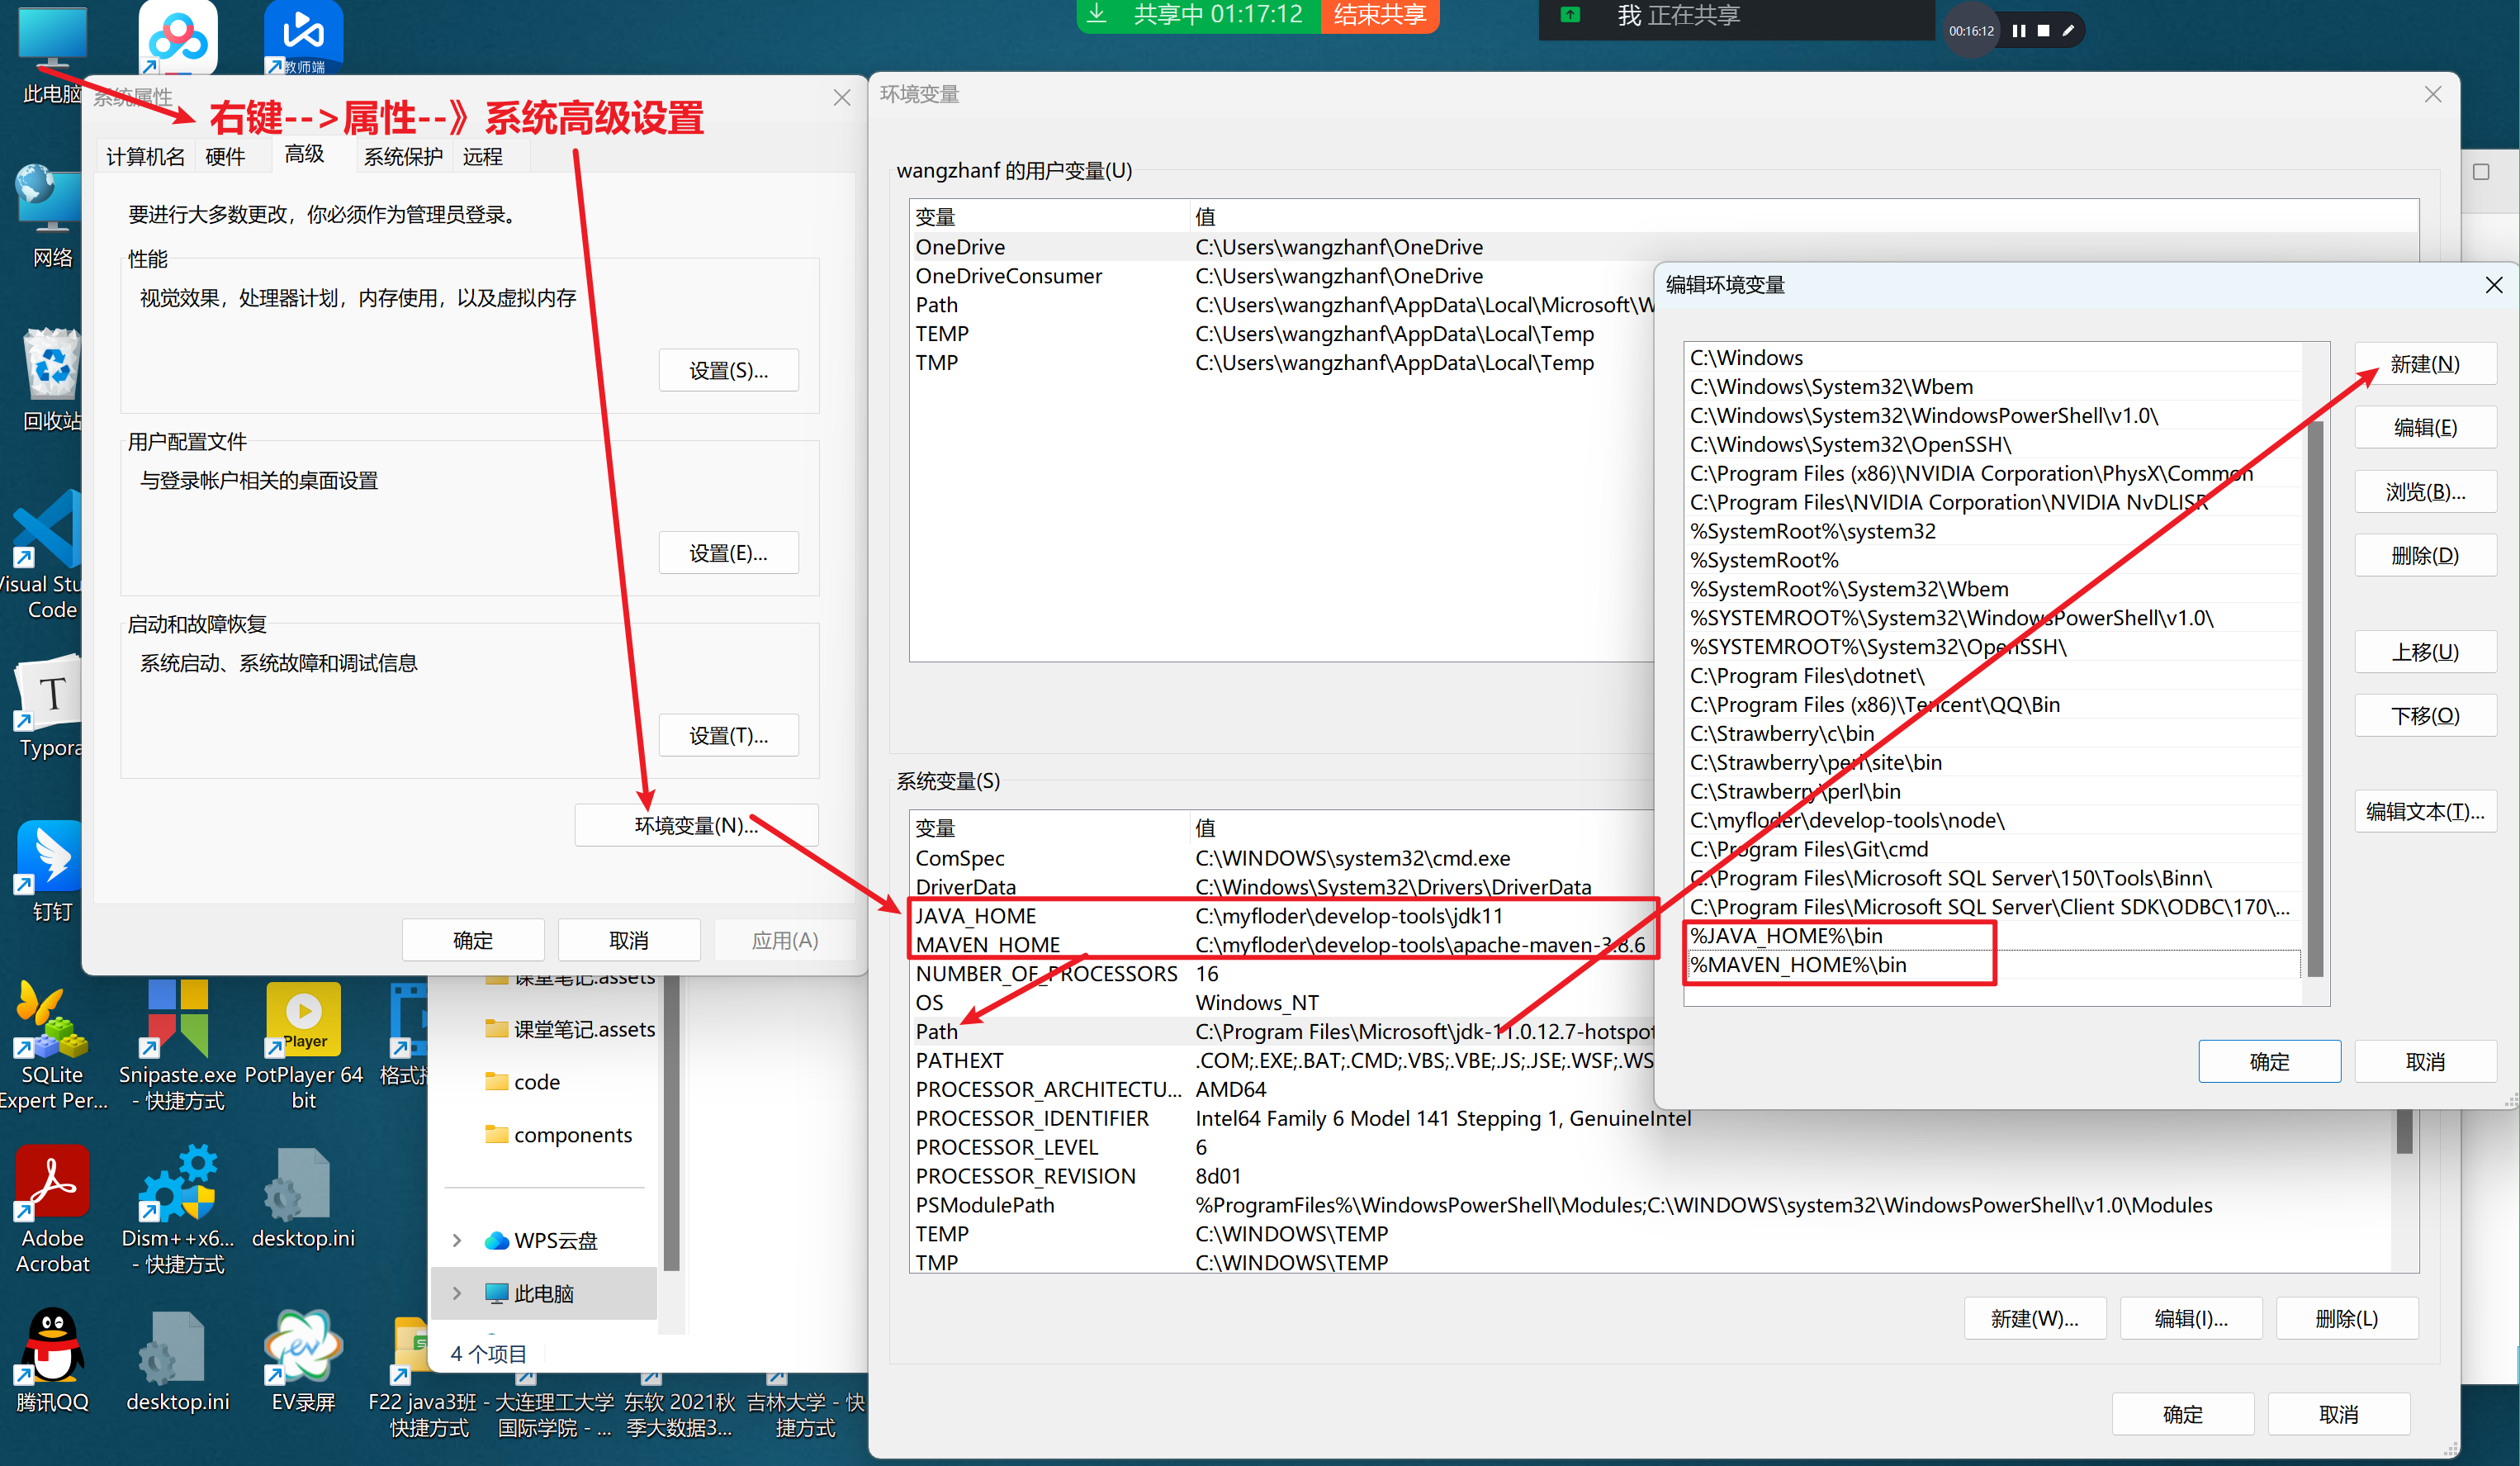 共享中 01:17:12
结束共享
我 正在共享
00:16:12
此电脑
教师端
网络
回收站
Visual Stu
Code
Typora
钉钉
SQLite
Expert Per...
Snipaste.exe
- 快捷方式
PotPlayer 64
bit
Player
Adobe
Acrobat
Dism++x6...
- 快捷方式
desktop.ini
腾讯QQ
desktop.ini
EV录屏
F22 java3班 -
快捷方式
大连理工大学
国际学院 - ...
东软 2021秋
季大数据3...
吉林大学 - 快
捷方式
系统属性
右键-->属性--》系统高级设置
计算机名
硬件
高级
系统保护
远程
要进行大多数更改，你必须作为管理员登录。
性能
视觉效果，处理器计划，内存使用，以及虚拟内存
设置(S)...
用户配置文件
与登录帐户相关的桌面设置
设置(E)...
启动和故障恢复
系统启动、系统故障和调试信息
设置(T)...
环境变量(N)...
确定
取消
应用(A)
课堂笔记.assets
课堂笔记.assets
code
components
WPS云盘
此电脑
4 个项目
环境变量
wangzhanf 的用户变量(U)
变量 值
OneDrive C:\Users\wangzhanf\OneDrive
OneDriveConsumer C:\Users\wangzhanf\OneDrive
Path C:\Users\wangzhanf\AppData\Local\Microsoft\W
TEMP C:\Users\wangzhanf\AppData\Local\Temp
TMP C:\Users\wangzhanf\AppData\Local\Temp
系统变量(S)
变量 值
ComSpec C:\WINDOWS\system32\cmd.exe
DriverData C:\Windows\System32\Drivers\DriverData
JAVA_HOME C:\myfloder\develop-tools\jdk11
MAVEN_HOME C:\myfloder\develop-tools\apache-maven-3.8.6
NUMBER_OF_PROCESSORS 16
OS Windows_NT
Path C:\Program Files\Microsoft\jdk-11.0.12.7-hotspot
PATHEXT .COM;.EXE;.BAT;.CMD;.VBS;.VBE;.JS;.JSE;.WSF;.WS
PROCESSOR_ARCHITECTU... AMD64
PROCESSOR_IDENTIFIER Intel64 Family 6 Model 141 Stepping 1, GenuineIntel
PROCESSOR_LEVEL 6
PROCESSOR_REVISION 8d01
PSModulePath %ProgramFiles%\WindowsPowerShell\Modules;C:\WINDOWS\system32\WindowsPowerShell\v1.0\Modules
TEMP C:\WINDOWS\TEMP
TMP C:\WINDOWS\TEMP
新建(W)...
编辑(I)...
删除(L)
确定
取消
编辑环境变量
C:\Windows
C:\Windows\System32\Wbem
C:\Windows\System32\WindowsPowerShell\v1.0\
C:\Windows\System32\OpenSSH\
C:\Program Files (x86)\NVIDIA Corporation\PhysX\Common
C:\Program Files\NVIDIA Corporation\NVIDIA NvDLISR
%SystemRoot%\system32
%SystemRoot%
%SystemRoot%\System32\Wbem
%SYSTEMROOT%\System32\WindowsPowerShell\v1.0\
%SYSTEMROOT%\System32\OpenSSH\
C:\Program Files\dotnet\
C:\Program Files (x86)\Tencent\QQ\Bin
C:\Strawberry\c\bin
C:\Strawberry\perl\site\bin
C:\Strawberry\perl\bin
C:\myfloder\develop-tools\node\
C:\Program Files\Git\cmd
C:\Program Files\Microsoft SQL Server\150\Tools\Binn\
C:\Program Files\Microsoft SQL Server\Client SDK\ODBC\170\...
%JAVA_HOME%\bin
%MAVEN_HOME%\bin
新建(N)
编辑(E)
浏览(B)...
删除(D)
上移(U)
下移(O)
编辑文本(T)...
确定
取消